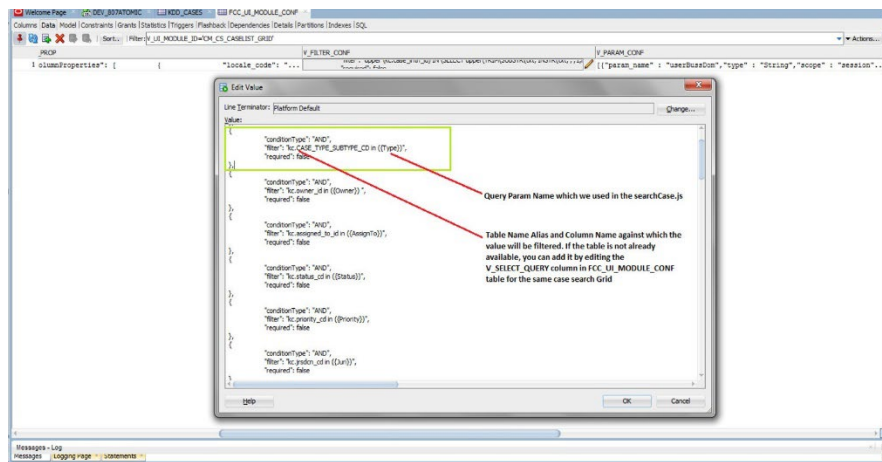 Welcome Page DEV_807ATOMIC KDD_CASES FCC_UI_MODULE_CONF
Columns Data Model Constraints Grants Statistics Triggers Flashback Dependencies Details Partitions Indexes SQL
Sort... Filter: V_UI_MODULE_ID='CM_CS_CASELIST_GRID' Actions...
_PROP V_FILTER_CONF V_PARAM_CONF
1 olumnProperties": [ { "locale_code": "... [{"param_name" : "userBussDom","type" : "String","scope" : "session"...
Edit Value
Line Terminator: Platform Default Change...
Value:
{
"conditionType": "AND",
"filter": "kc.CASE_TYPE_SUBTYPE_CD in ({Type})",
"required": false
},
{
"conditionType": "AND",
"filter": "kc.owner_id in ({Owner}) ",
"required": false
},
{
"conditionType": "AND",
"filter": "kc.assigned_to_id in ({AssignTo})",
"required": false
},
{
"conditionType": "AND",
"filter": "kc.status_cd in ({Status})",
"required": false
},
{
"conditionType": "AND",
"filter": "kc.priority_cd in ({Priority})",
"required": false
},
{
"conditionType": "AND",
"filter": "kc.jrsdcn_cd in ({Juri})",
"required": false
}
Query Param Name which we used in the searchCase.js
Table Name Alias and Column Name against which the
value will be filtered. If the table is not already
available, you can add it by editing the
V_SELECT_QUERY column in FCC_UI_MODULE_CONF
table for the same case search Grid
Help OK Cancel
Messages - Log
Messages Logging Page Statements